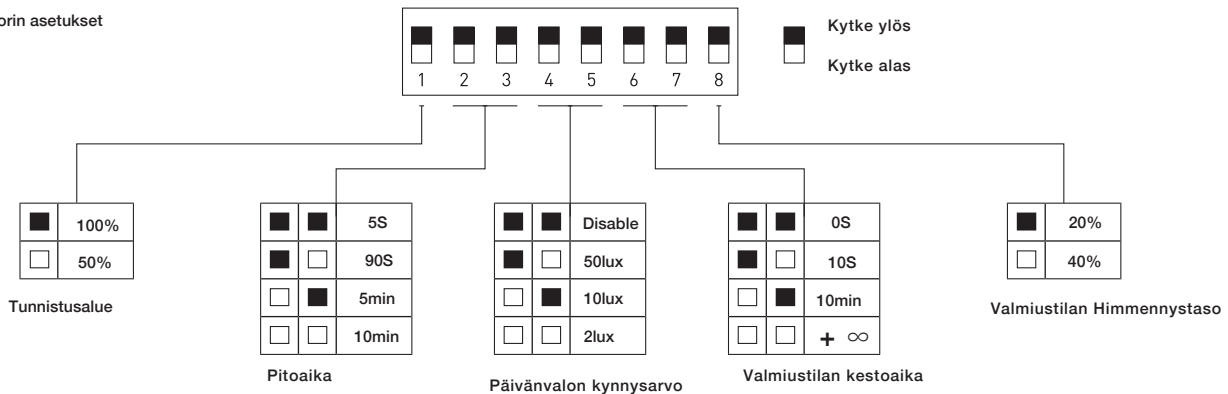 orin asetukset
Kytke ylös
Kytke alas
1 2 3 4 5 6 7 8
100%
50%
Tunnistusalue
5S
90S
5min
10min
Pitoaika
Disable
50lux
10lux
2lux
Päivänvalon kynnysarvo
0S
10S
10min
+ ∞
Valmiustilan kestoaika
20%
40%
Valmiustilan Himmennystaso